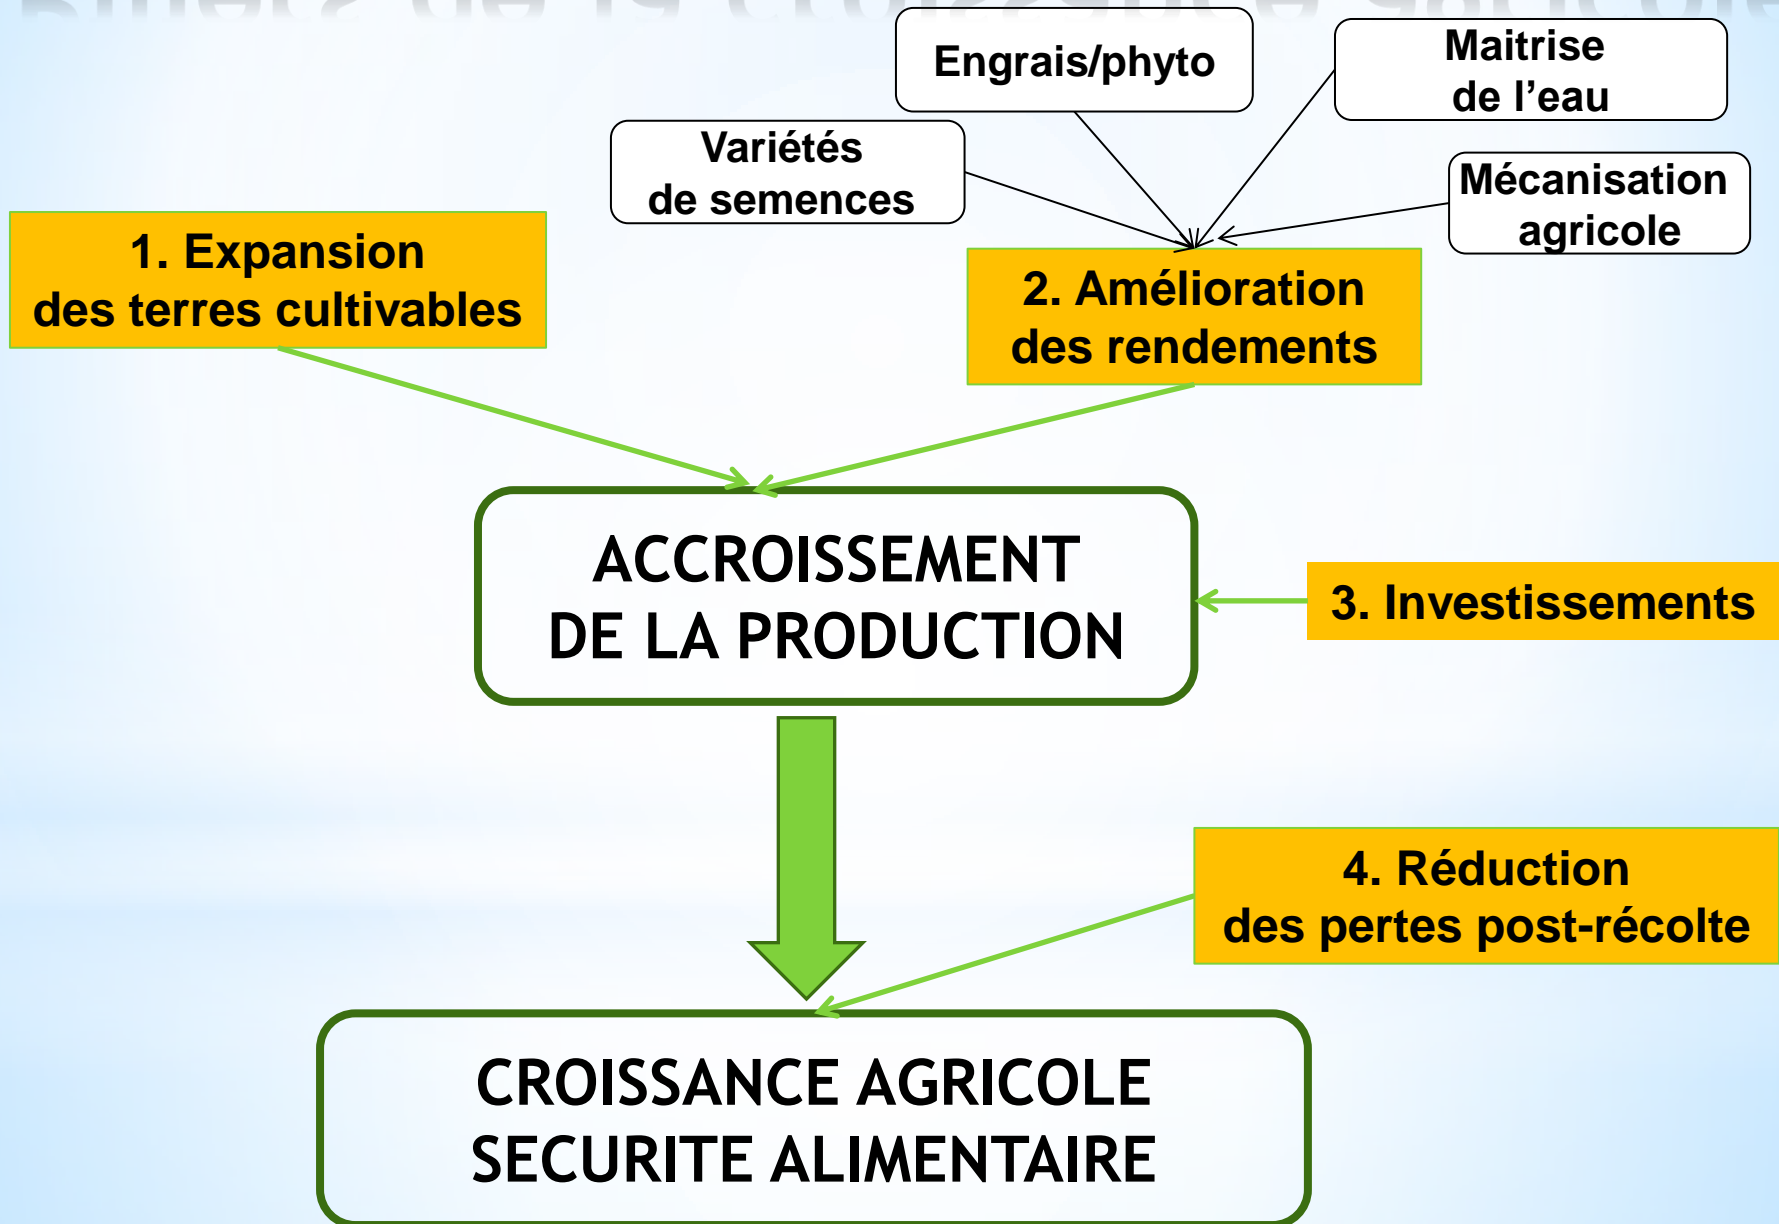 Engrais/phyto
Maitrise
de l’eau
Variétés
de semences
Mécanisation
agricole
1. Expansion
des terres cultivables
2. Amélioration
des rendements
ACCROISSEMENT
DE LA PRODUCTION
3. Investissements
4. Réduction
des pertes post-récolte
CROISSANCE AGRICOLE
SECURITE ALIMENTAIRE